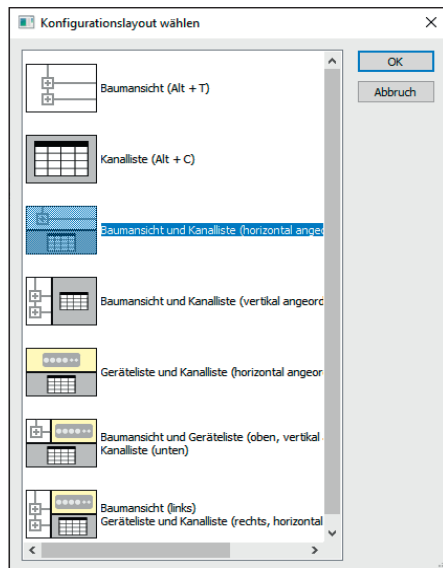 Konfigurationslayout wählen
OK
Abbruch
Baumansicht (Alt + T)
Kanalliste (Alt + C)
Baumansicht und Kanalliste (horizontal angeo
Baumansicht und Kanalliste (vertikal angeord
Geräteliste und Kanalliste (horizontal angeor
Baumansicht und Geräteliste (oben, vertikal
Kanalliste (unten)
Baumansicht (links)
Geräteliste und Kanalliste (rechts, horizontal